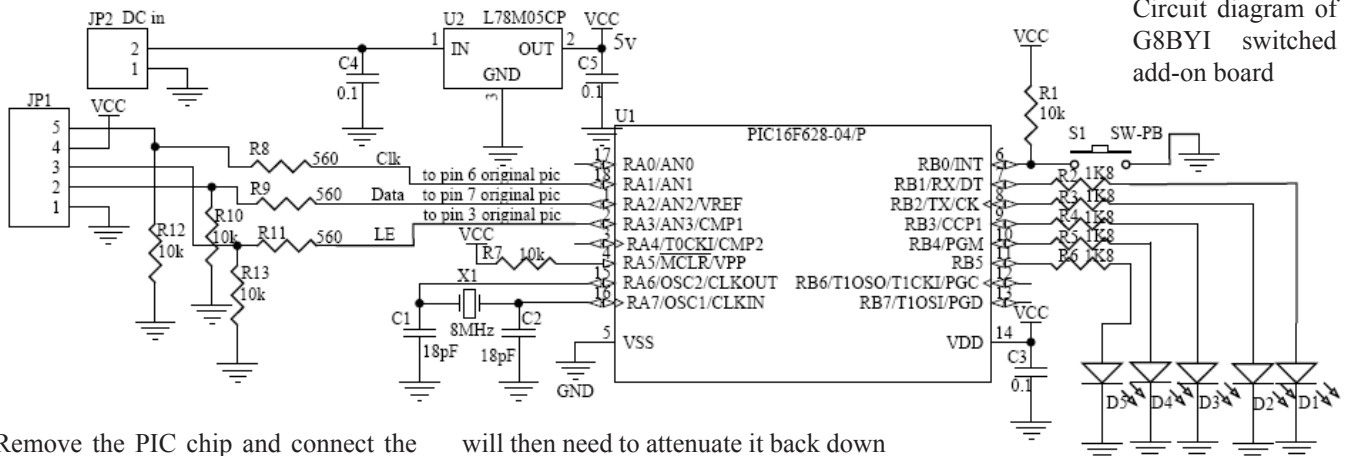 Circuit diagram of
G8BYI switched
add-on board
JP2 DC in
2
1
U2 L78M05CP
1 IN OUT 2
GND
3
VCC
5v
C4
0.1
C5
0.1
JP1
5
4
3
2
1
VCC
R8 560 Clk
R9 560 Data
R10
10k
R11 560 LE
R12
10k
R13
10k
to pin 6 original pic
to pin 7 original pic
to pin 3 original pic
VCC
R7 10k
X1
8MHz
C1
18pF
C2
18pF
GND
U1
PIC16F628-04/P
17 RA0/AN0
18 RA1/AN1
1 RA2/AN2/VREF
2 RA3/AN3/CMP1
3 RA4/T0CKI/CMP2
4 RA5/MCLR/VPP
15 RA6/OSC2/CLKOUT
16 RA7/OSC1/CLKIN
5 VSS
RB0/INT 6
RB1/RX/DT 7
RB2/TX/CK 8
RB3/CCP1 9
RB4/PGM 10
RB5 11
RB6/T1OSO/T1CKI/PGC 12
RB7/T1OSI/PGD 13
VDD 14
VCC
R1
10k
S1 SW-PB
R2 1K8
R3 1K8
R4 1K8
R5 1K8
R6 1K8
VCC
C3
0.1
D5 D4 D3 D2 D1
Remove the PIC chip and connect the
will then need to attenuate it back down